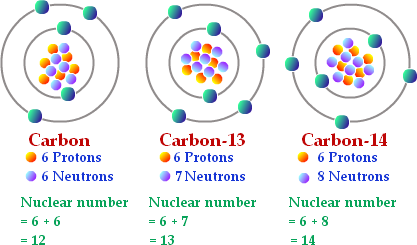 Carbon
6 Protons
6 Neutrons
Nuclear number
= 6 + 6
= 12
Carbon-13
6 Protons
7 Neutrons
Nuclear number
= 6 + 7
= 13
Carbon-14
6 Protons
8 Neutrons
Nuclear number
= 6 + 8
= 14